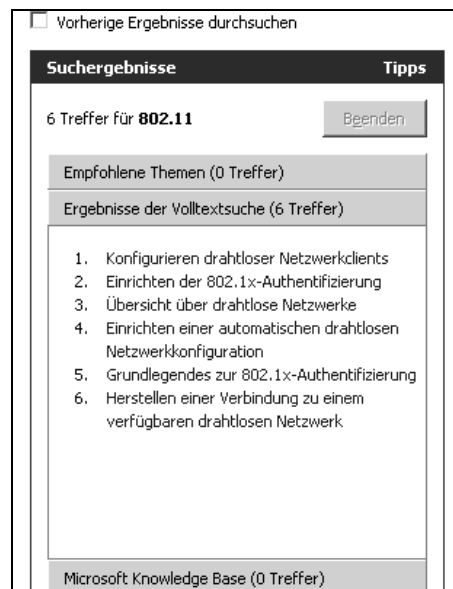 Vorherige Ergebnisse durchsuchen
Suchergebnisse Tipps
6 Treffer für 802.11 Beenden
Empfohlene Themen (0 Treffer)
Ergebnisse der Volltextsuche (6 Treffer)
1. Konfigurieren drahtloser Netzwerkclients
2. Einrichten der 802.1x-Authentifizierung
3. Übersicht über drahtlose Netzwerke
4. Einrichten einer automatischen drahtlosen
Netzwerkkonfiguration
5. Grundlegendes zur 802.1x-Authentifizierung
6. Herstellen einer Verbindung zu einem
verfügbaren drahtlosen Netzwerk
Microsoft Knowledge Base (0 Treffer)